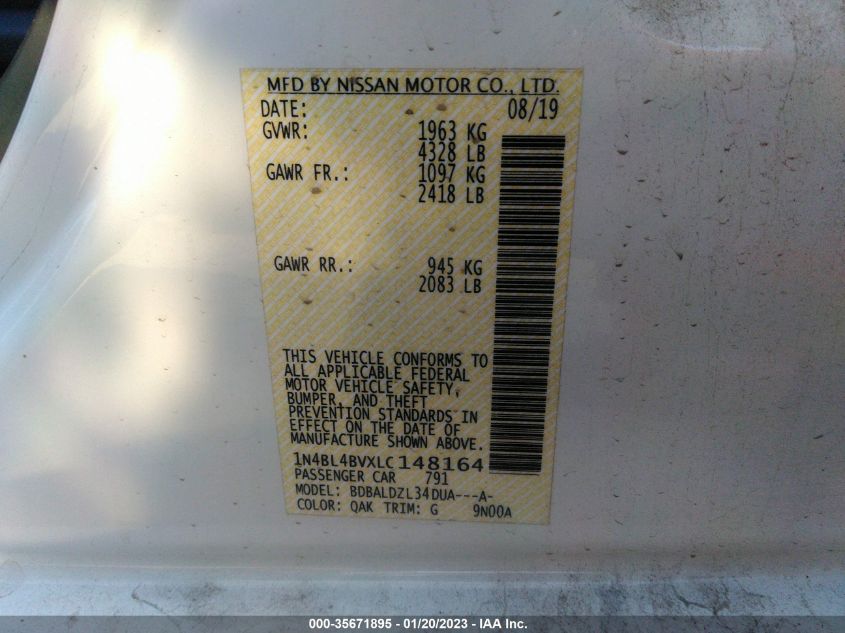 MFD BY NISSAN MOTOR CO., LTD.
DATE: 08/19
GVWR: 1963 KG
4328 LB
GAWR FR.: 1097 KG
2418 LB
GAWR RR.: 945 KG
2083 LB
THIS VEHICLE CONFORMS TO
ALL APPLICABLE FEDERAL
MOTOR VEHICLE SAFETY,
BUMPER, AND THEFT
PREVENTION STANDARDS IN
EFFECT ON THE DATE OF
MANUFACTURE SHOWN ABOVE.
1N4BL4BVXLC148164
PASSENGER CAR 791
MODEL: BDBALDZL34DUA---A-
COLOR: QAK TRIM: G 9N00A
000-35671895 - 01/20/2023 - IAA Inc.